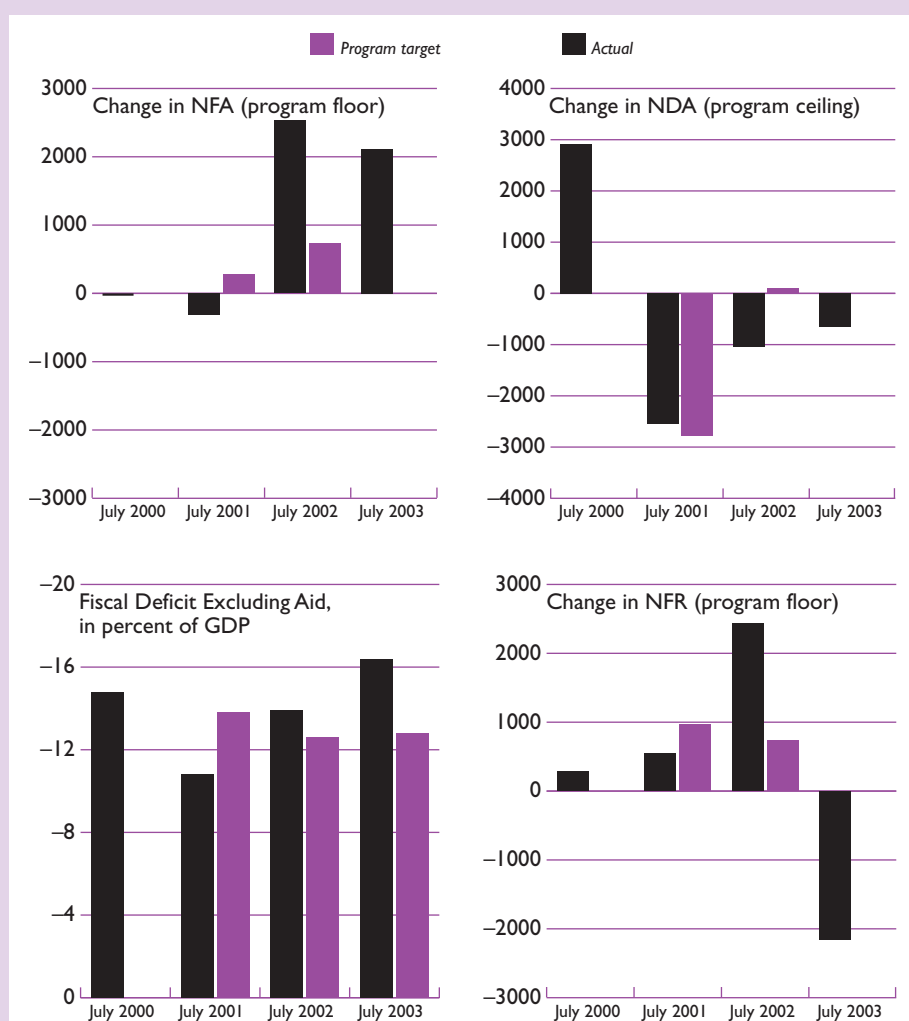 Program target
Actual
Change in NFA (program floor)
3000
2000
1000
0
–1000
–2000
–3000
July 2000
July 2001
July 2002
July 2003
Change in NDA (program ceiling)
4000
3000
2000
1000
0
–1000
–2000
–3000
–4000
July 2000
July 2001
July 2002
July 2003
Fiscal Deficit Excluding Aid,
in percent of GDP
–20
–16
–12
–8
–4
0
July 2000
July 2001
July 2002
July 2003
Change in NFR (program floor)
3000
2000
1000
0
–1000
–2000
–3000
July 2000
July 2001
July 2002
July 2003